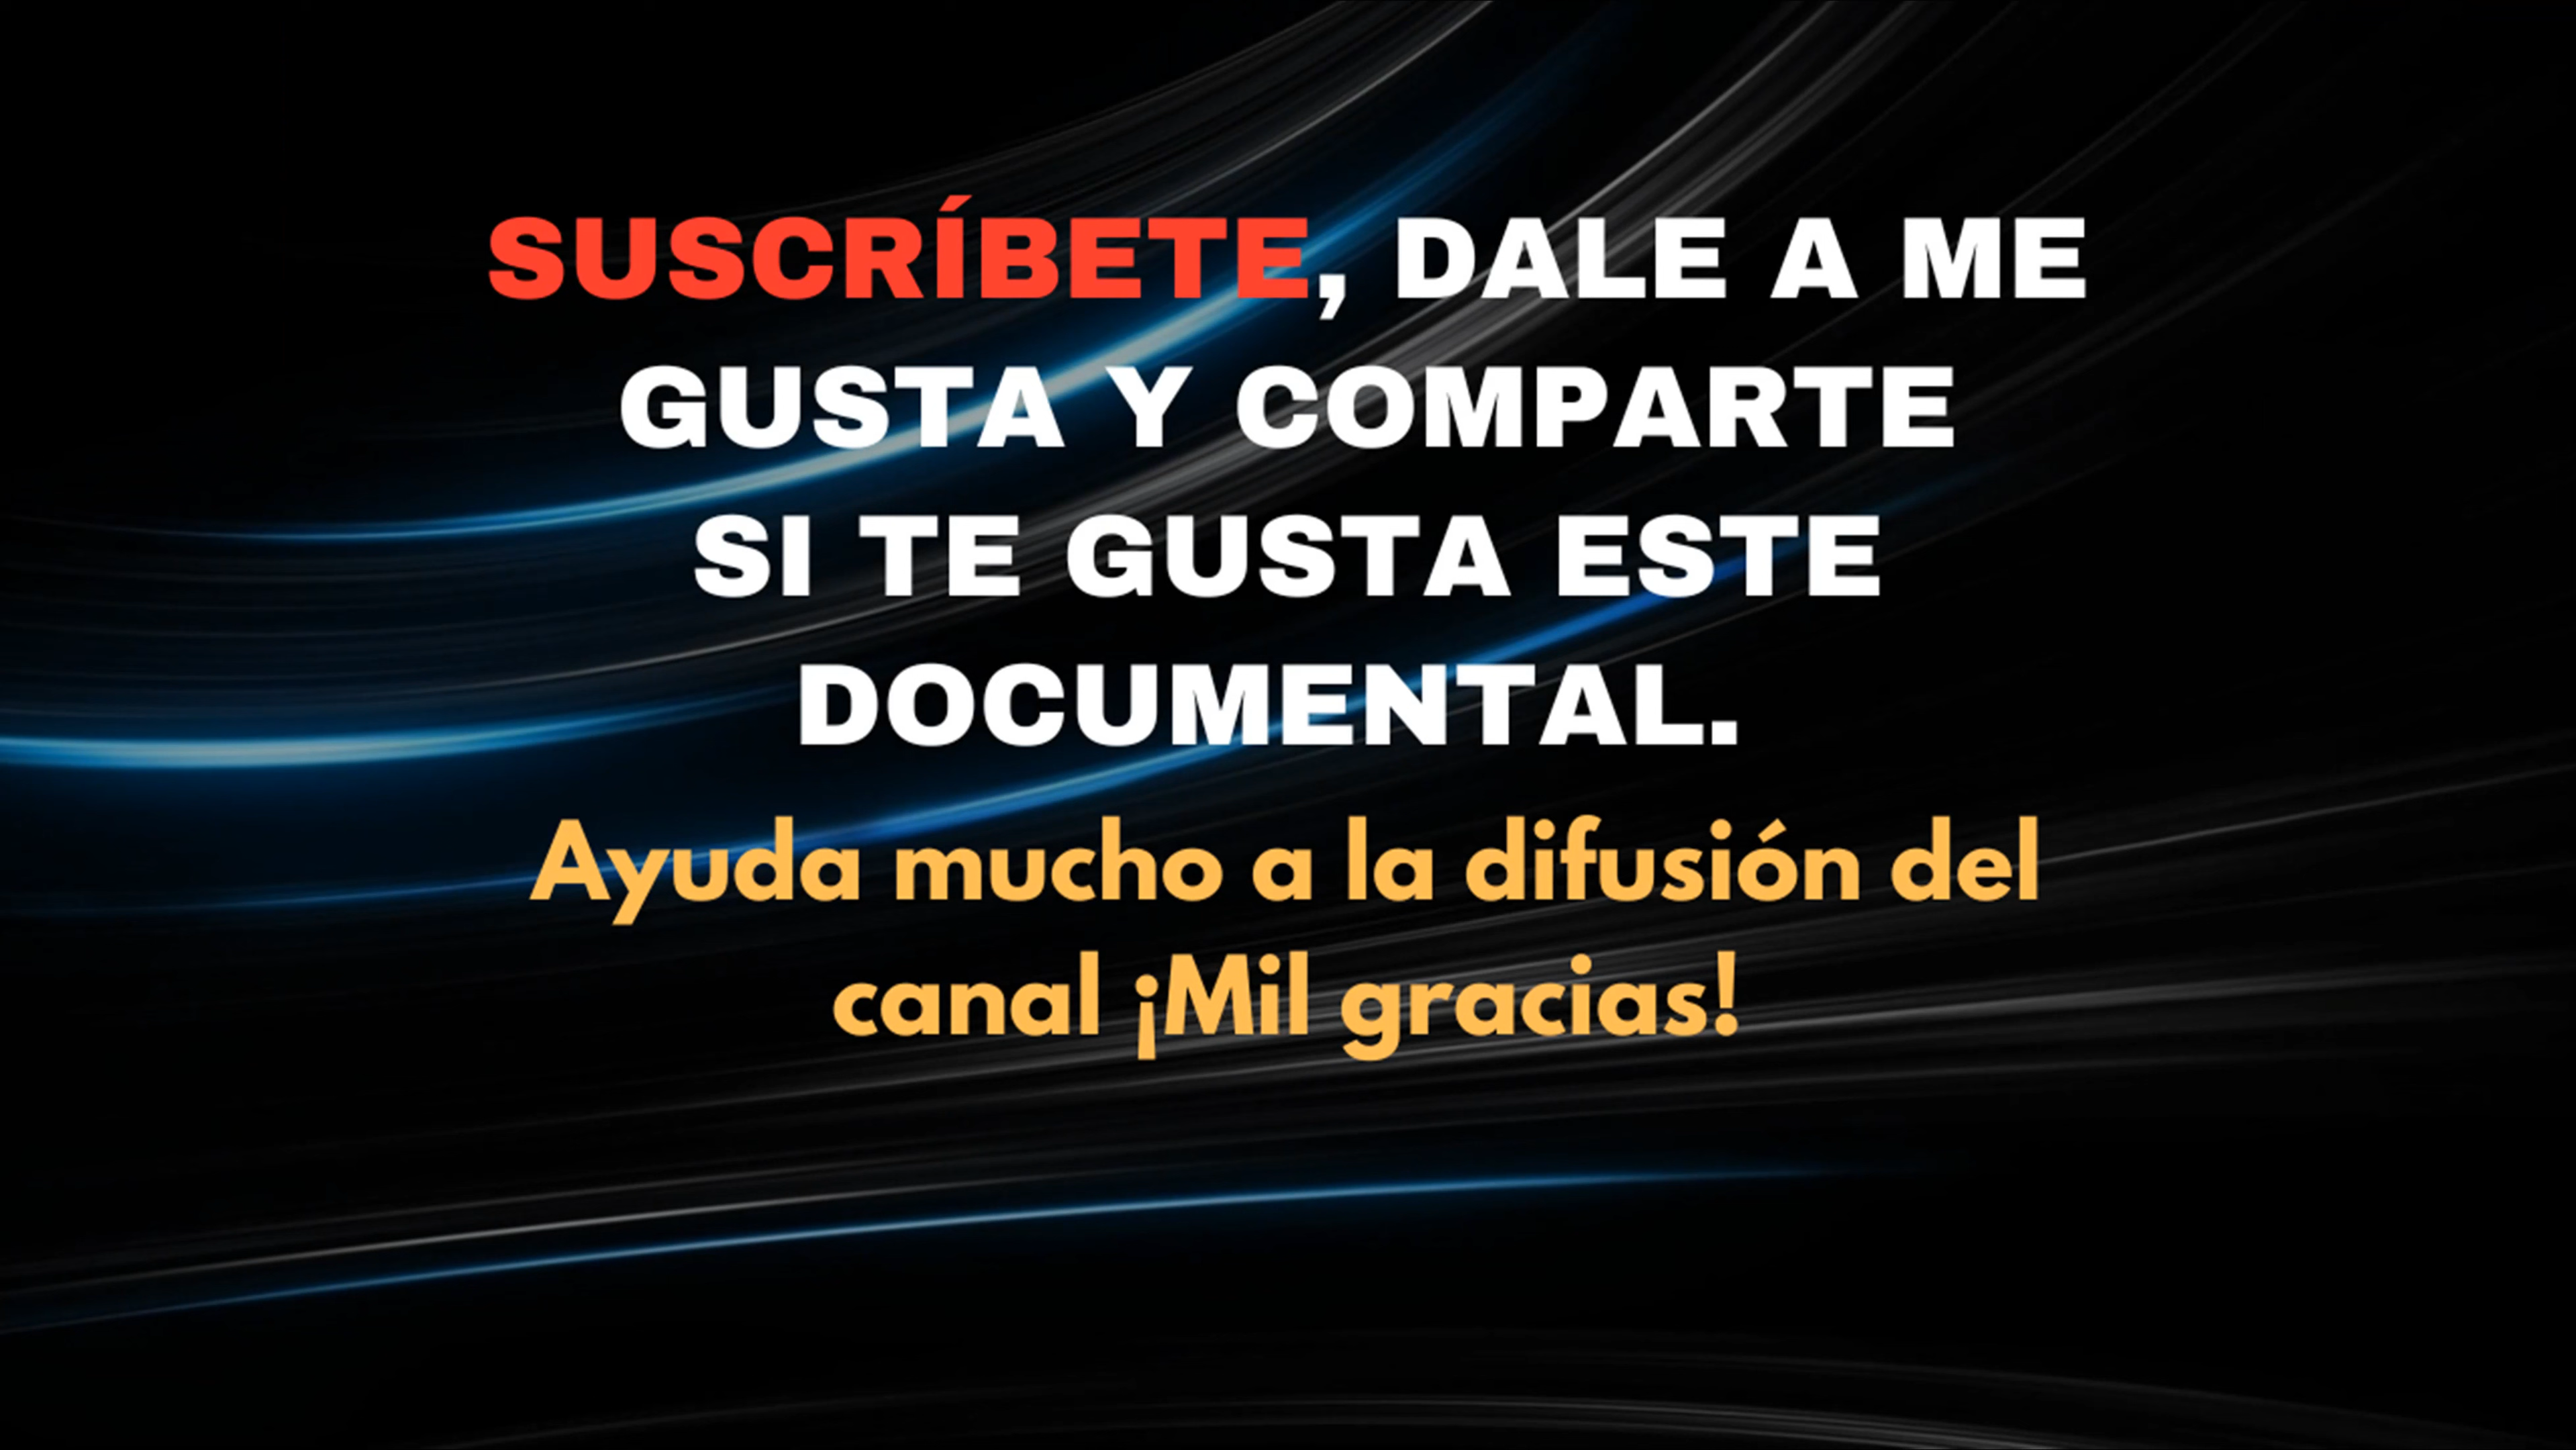 SUSCRÍBETE, DALE A ME
GUSTA Y COMPARTE
SI TE GUSTA ESTE
DOCUMENTAL.
Ayuda mucho a la difusión del
canal ¡Mil gracias!